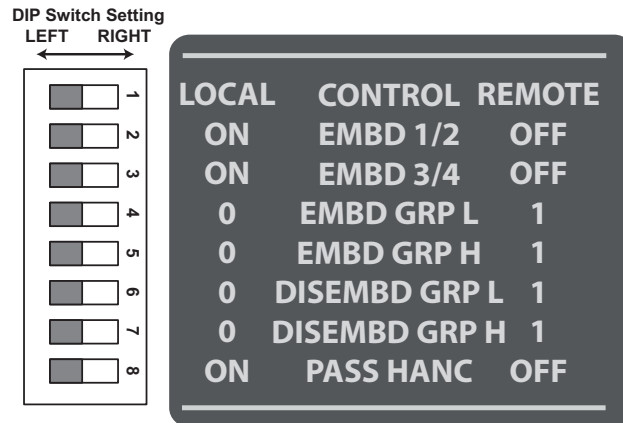 DIP Switch Setting
LEFT RIGHT
1 LOCAL CONTROL REMOTE
2 ON EMBD 1/2 OFF
3 ON EMBD 3/4 OFF
4 0 EMBD GRP L 1
5 0 EMBD GRP H 1
6 0 DISEMBD GRP L 1
7 0 DISEMBD GRP H 1
8 ON PASS HANC OFF